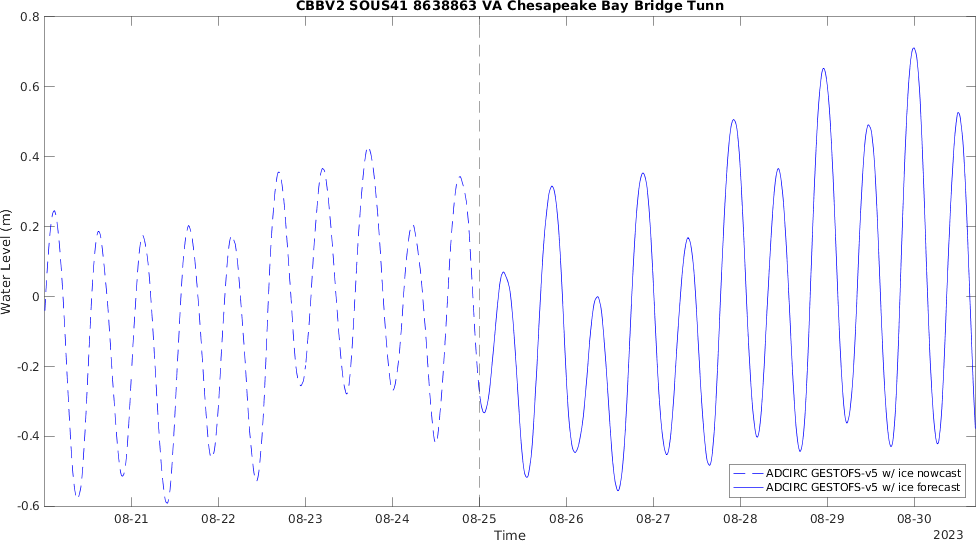 CBBV2 SOUS41 8638863 VA Chesapeake Bay Bridge Tunn
Water Level (m)
0.8
0.6
0.4
0.2
0
-0.2
-0.4
-0.6
08-21 08-22 08-23 08-24 08-25 08-26 08-27 08-28 08-29 08-30
Time
2023
ADCIRC GESTOFS-v5 w/ ice nowcast
ADCIRC GESTOFS-v5 w/ ice forecast